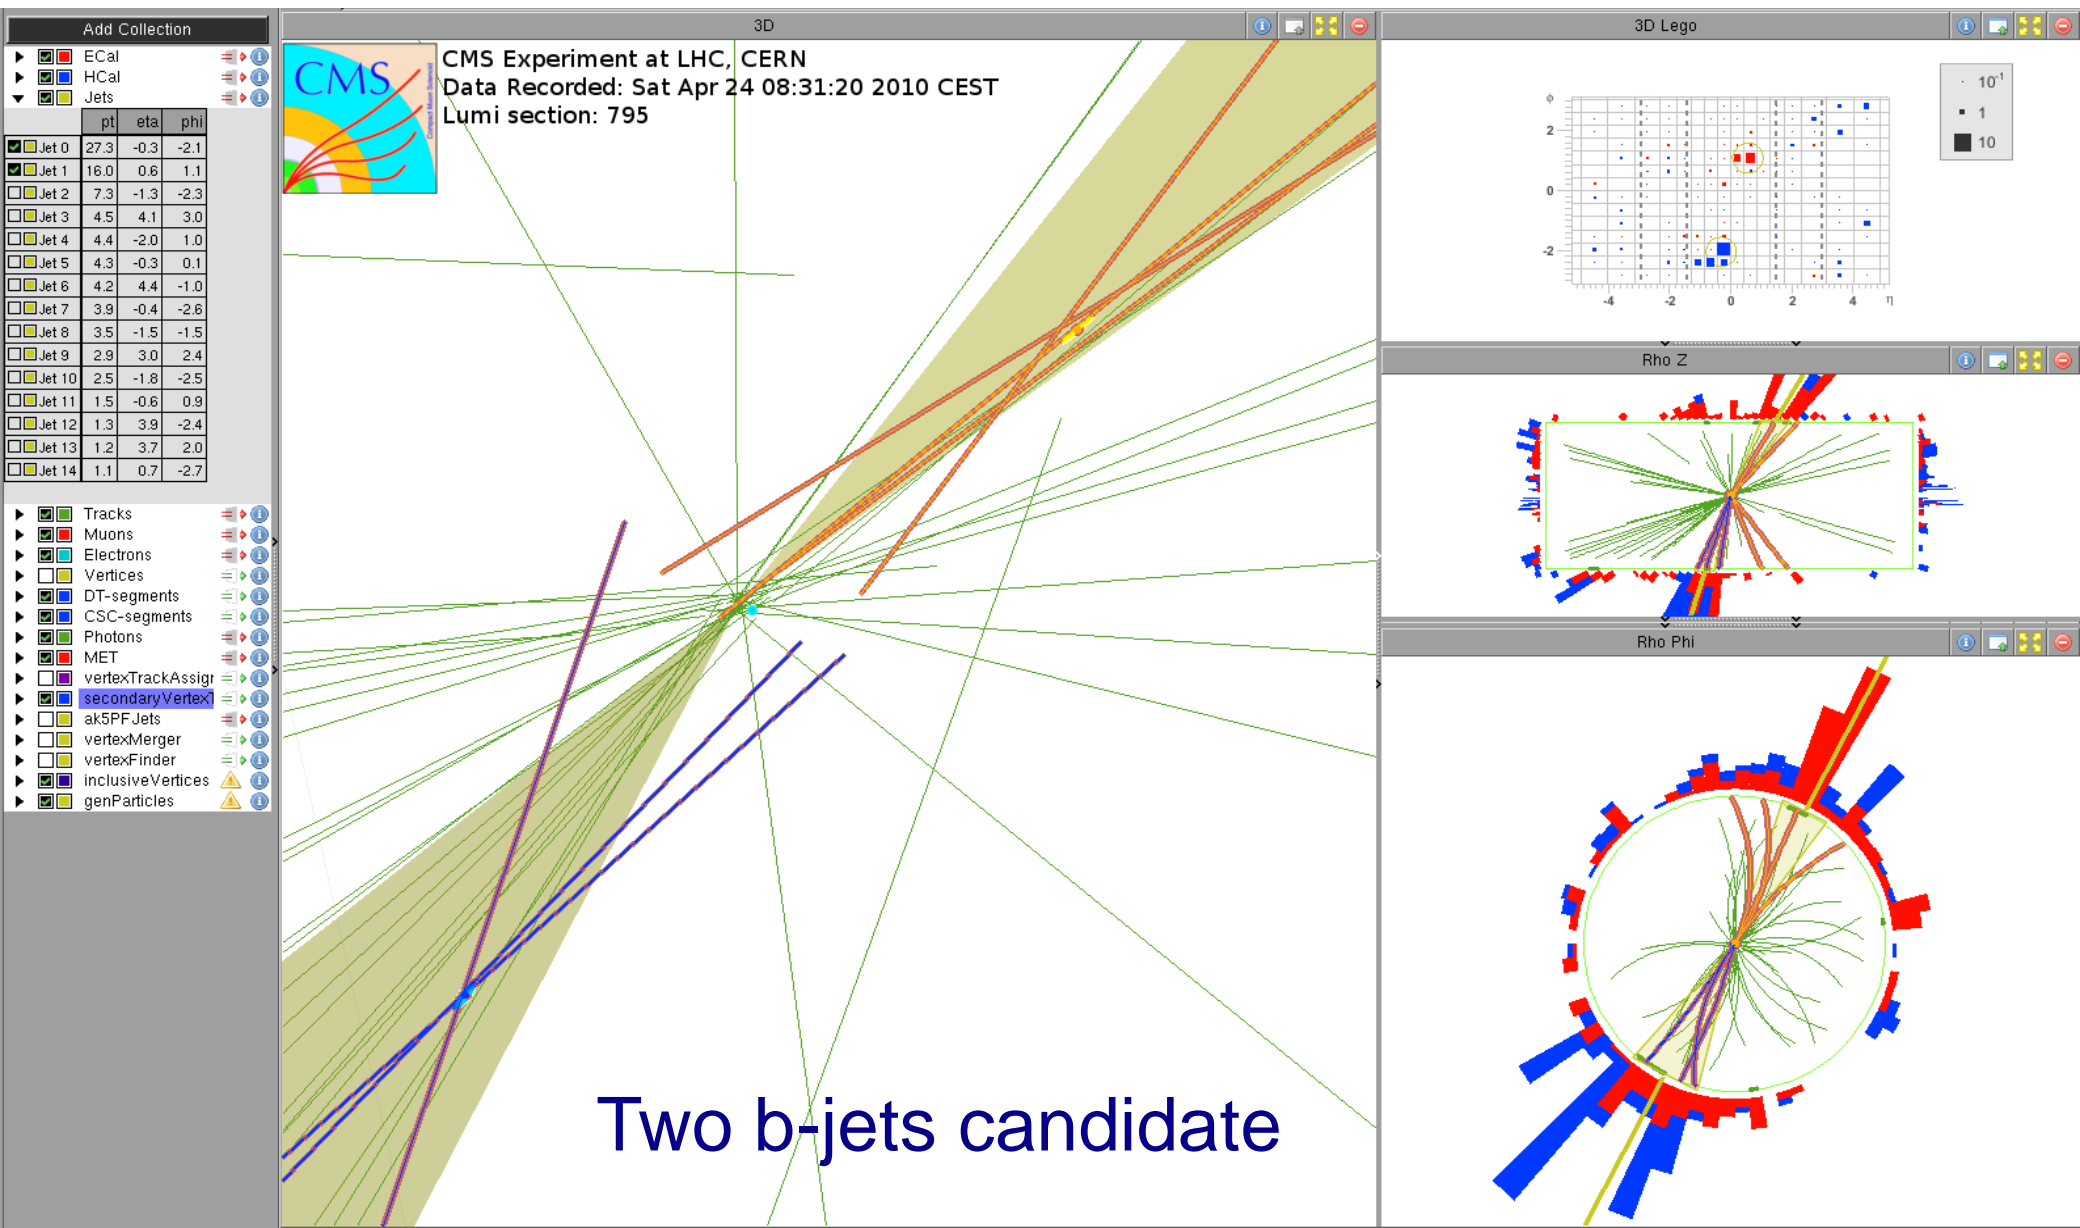 Add Collection
ECal
HCal
Jets
pt eta phi
Jet 0 27.3 -0.3 -2.1
Jet 1 16.0 0.6 1.1
Jet 2 7.3 -1.3 -2.3
Jet 3 4.5 4.1 3.0
Jet 4 4.4 -2.0 1.0
Jet 5 4.3 -0.3 0.1
Jet 6 4.2 4.4 -1.0
Jet 7 3.9 -0.4 -2.6
Jet 8 3.5 -1.5 -1.5
Jet 9 2.9 3.0 2.4
Jet 10 2.5 -1.8 -2.5
Jet 11 1.5 -0.6 0.9
Jet 12 1.3 3.9 -2.4
Jet 13 1.2 3.7 2.0
Jet 14 1.1 0.7 -2.7
Tracks
Muons
Electrons
Vertices
DT-segments
CSC-segments
Photons
MET
vertexTrackAssigr
secondaryVertexT
ak5PFJets
vertexMerger
vertexFinder
inclusiveVertices
genParticles
3D
CMS
Compact Muon Solenoid
CMS Experiment at LHC, CERN
Data Recorded: Sat Apr 24 08:31:20 2010 CEST
Lumi section: 795
Two b-jets candidate
3D Lego
10⁻¹
1
10
ϕ
2
0
-2
-4 -2 0 2 4 η
Rho Z
Rho Phi